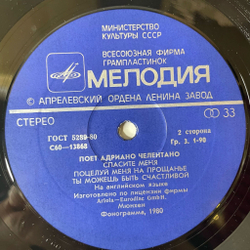 МИНИСТЕРСТВО
КУЛЬТУРЫ СССР
ВСЕСОЮЗНАЯ ФИРМА
ГРАМПЛАСТИНОК
МЕЛОДИЯ
© АПРЕЛЕВСКИЙ ОРДЕНА ЛЕНИНА ЗАВОД
СТЕРЕО
33
ГОСТ 5289-80
С60—13868
2 сторона
Гр. 3. 1-90
ПОЕТ АДРИАНО ЧЕЛЕНТАНО
СПАСИТЕ МЕНЯ
ПОЦЕЛУЙ МЕНЯ НА ПРОЩАНЬЕ
ТЫ МОЖЕШЬ БЫТЬ СЧАСТЛИВОЙ
На английском языке
Изготовлено по лицензии фирмы
Ariola-Eurodisc GmbH.
Мюнхен
Фонограмма, 1980